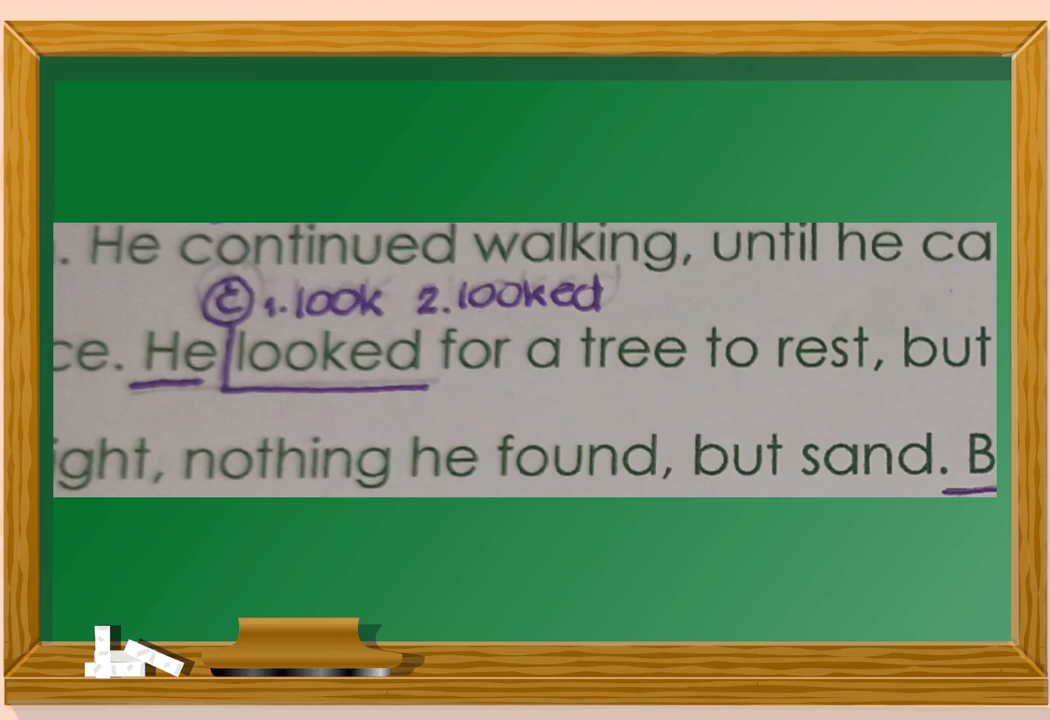 . He continued walking, until he ca
© 1. look 2. looked
ce. He looked for a tree to rest, but
ight, nothing he found, but sand. B